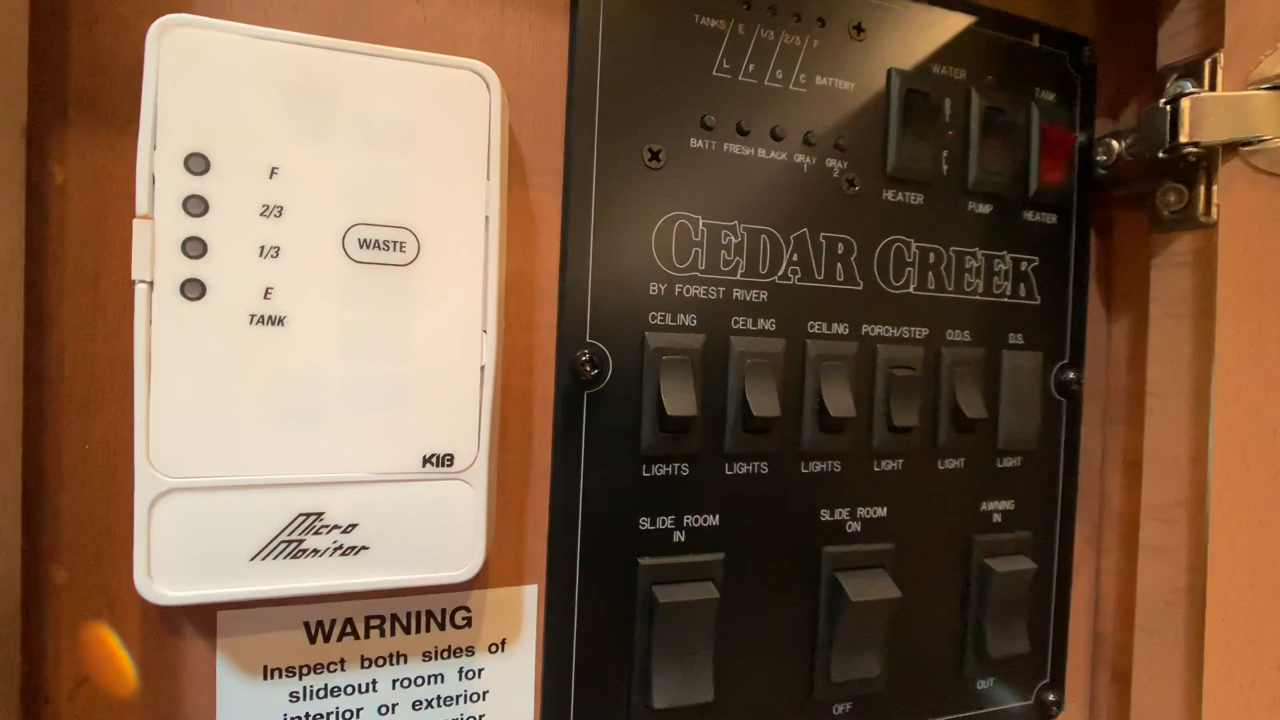 F
2/3
WASTE
1/3
E
TANK
KIB
Micro
Monitor
WARNING
Inspect both sides of
slideout room for
interior or exterior
TANKS E 1/3 2/3 F
L F G C BATTERY
BATT FRESH BLACK GRAY 1 GRAY 2
WATER
TANK
HEATER
PUMP
HEATER
CEDAR CREEK
BY FOREST RIVER
CEILING CEILING CEILING PORCH/STEP O.D.S. D.S.
LIGHTS LIGHTS LIGHTS LIGHT LIGHT LIGHT
SLIDE ROOM
IN
SLIDE ROOM
ON
OFF
AWNING
IN
OUT